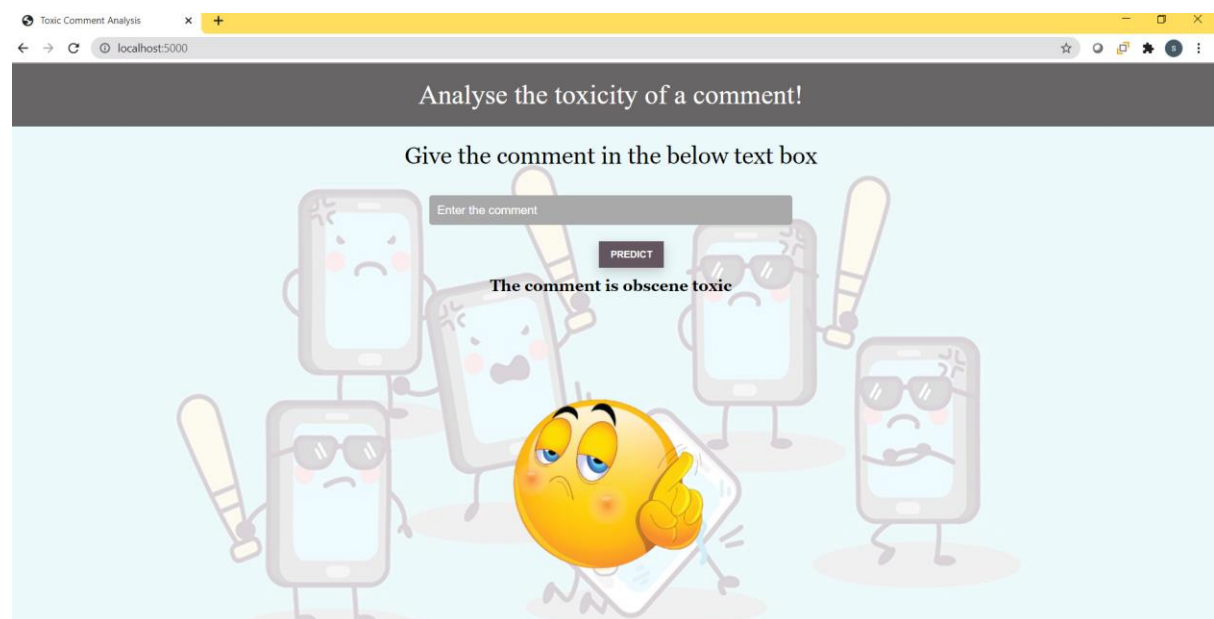 Toxic Comment Analysis
localhost:5000
s
Analyse the toxicity of a comment!
Give the comment in the below text box
Enter the comment
PREDICT
The comment is obscene toxic